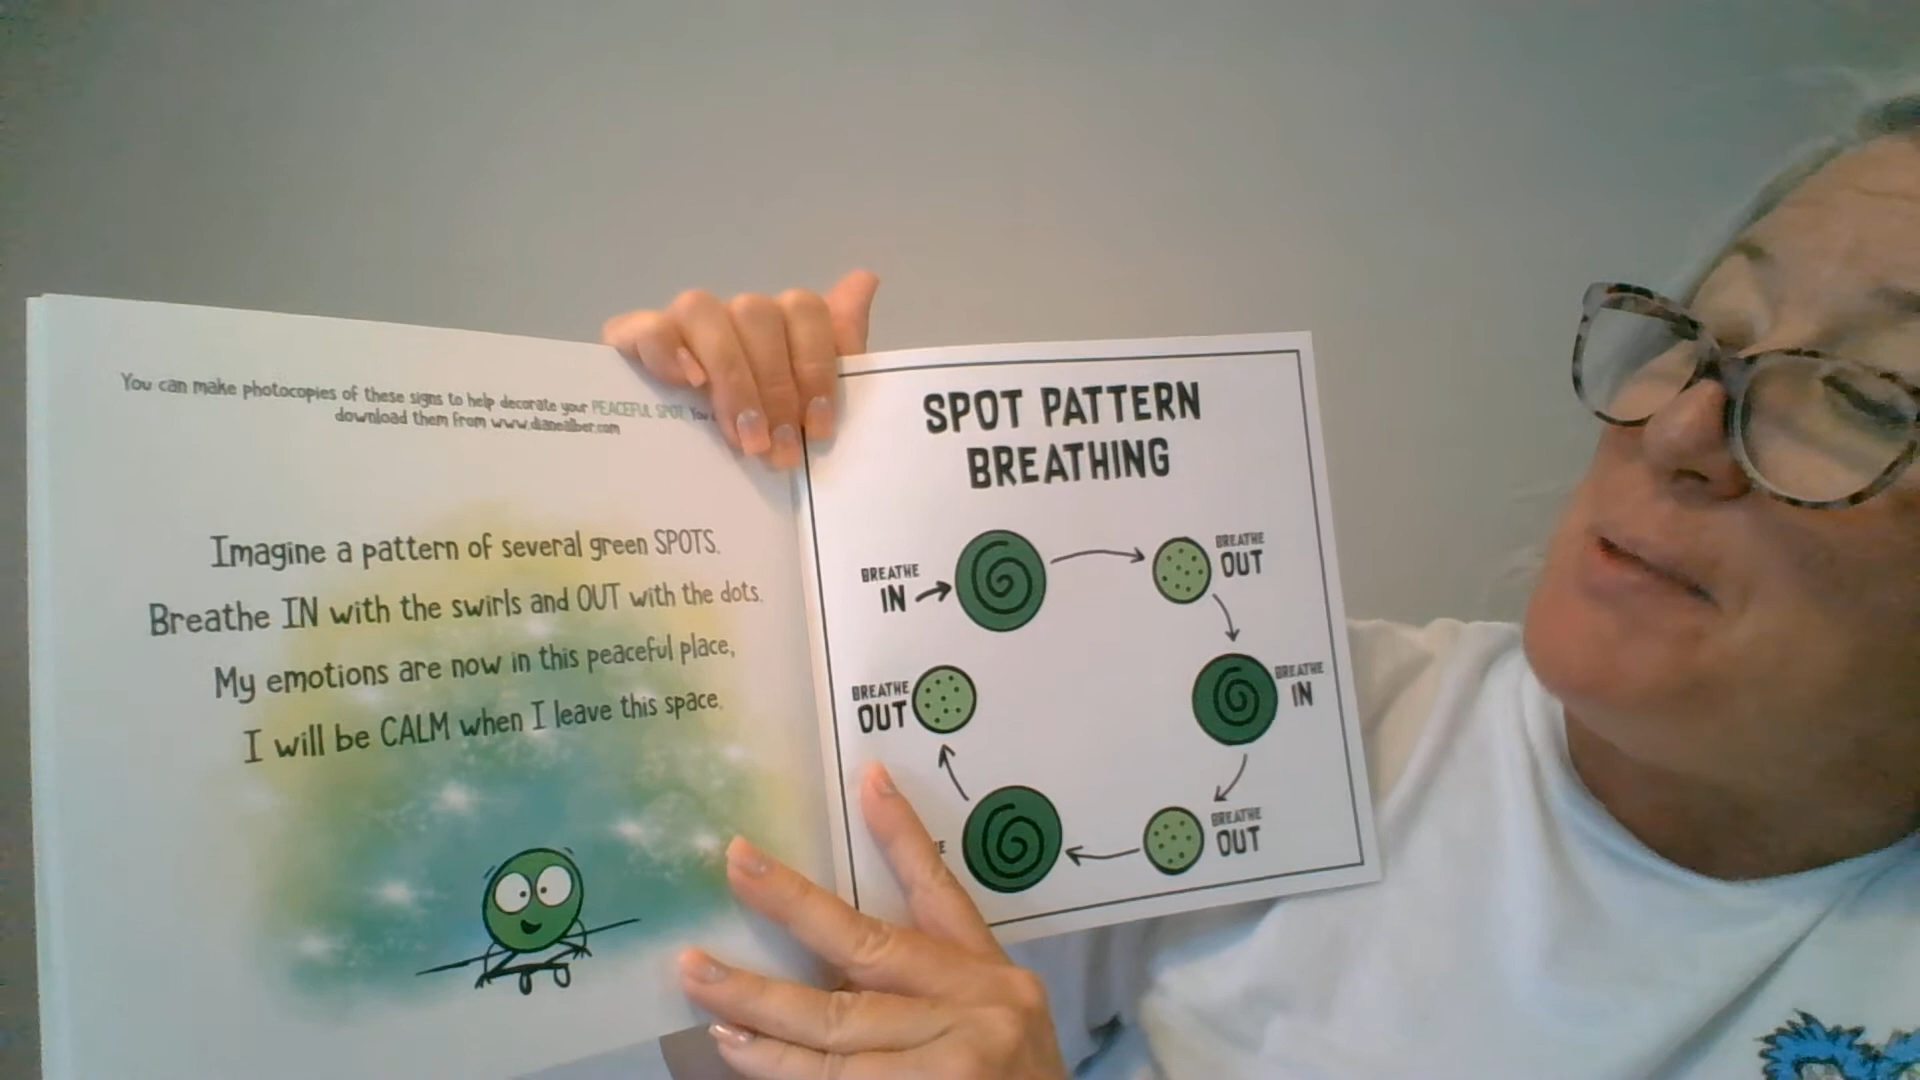 You can make photocopies of these signs to help decorate your PEACEFUL SPOT. You
download them from www.dianealber.com
Imagine a pattern of several green SPOTS.
Breathe IN with the swirls and OUT with the dots.
My emotions are now in this peaceful place,
I will be CALM when I leave this space.
SPOT PATTERN
BREATHING
BREATHE
IN
BREATHE
OUT
BREATHE
IN
BREATHE
OUT
BREATHE
OUT